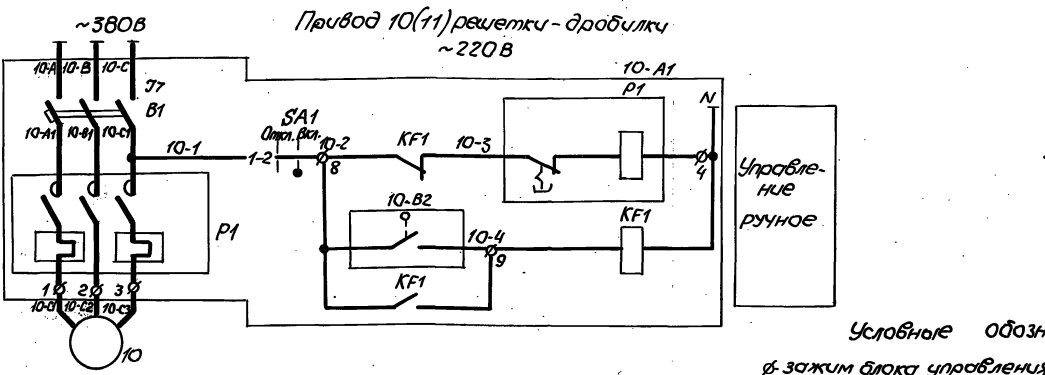 Привод 10(11) решетки-дробилки
~380В
~220В
10-А 10-В 10-С
10-А1
Р1
N
В1
SA1
10-А1 10-В1 10-С1
Откл. Вкл.
10-1
1-2
10-2
8
KF1
10-3
4
Управле-
ние
ручное
Р1
10-В2
10-4
9
KF1
KF1
1 2 3
10-С1 10-С2 10-С3
10
Условные обозн
ø-зажим блока управления